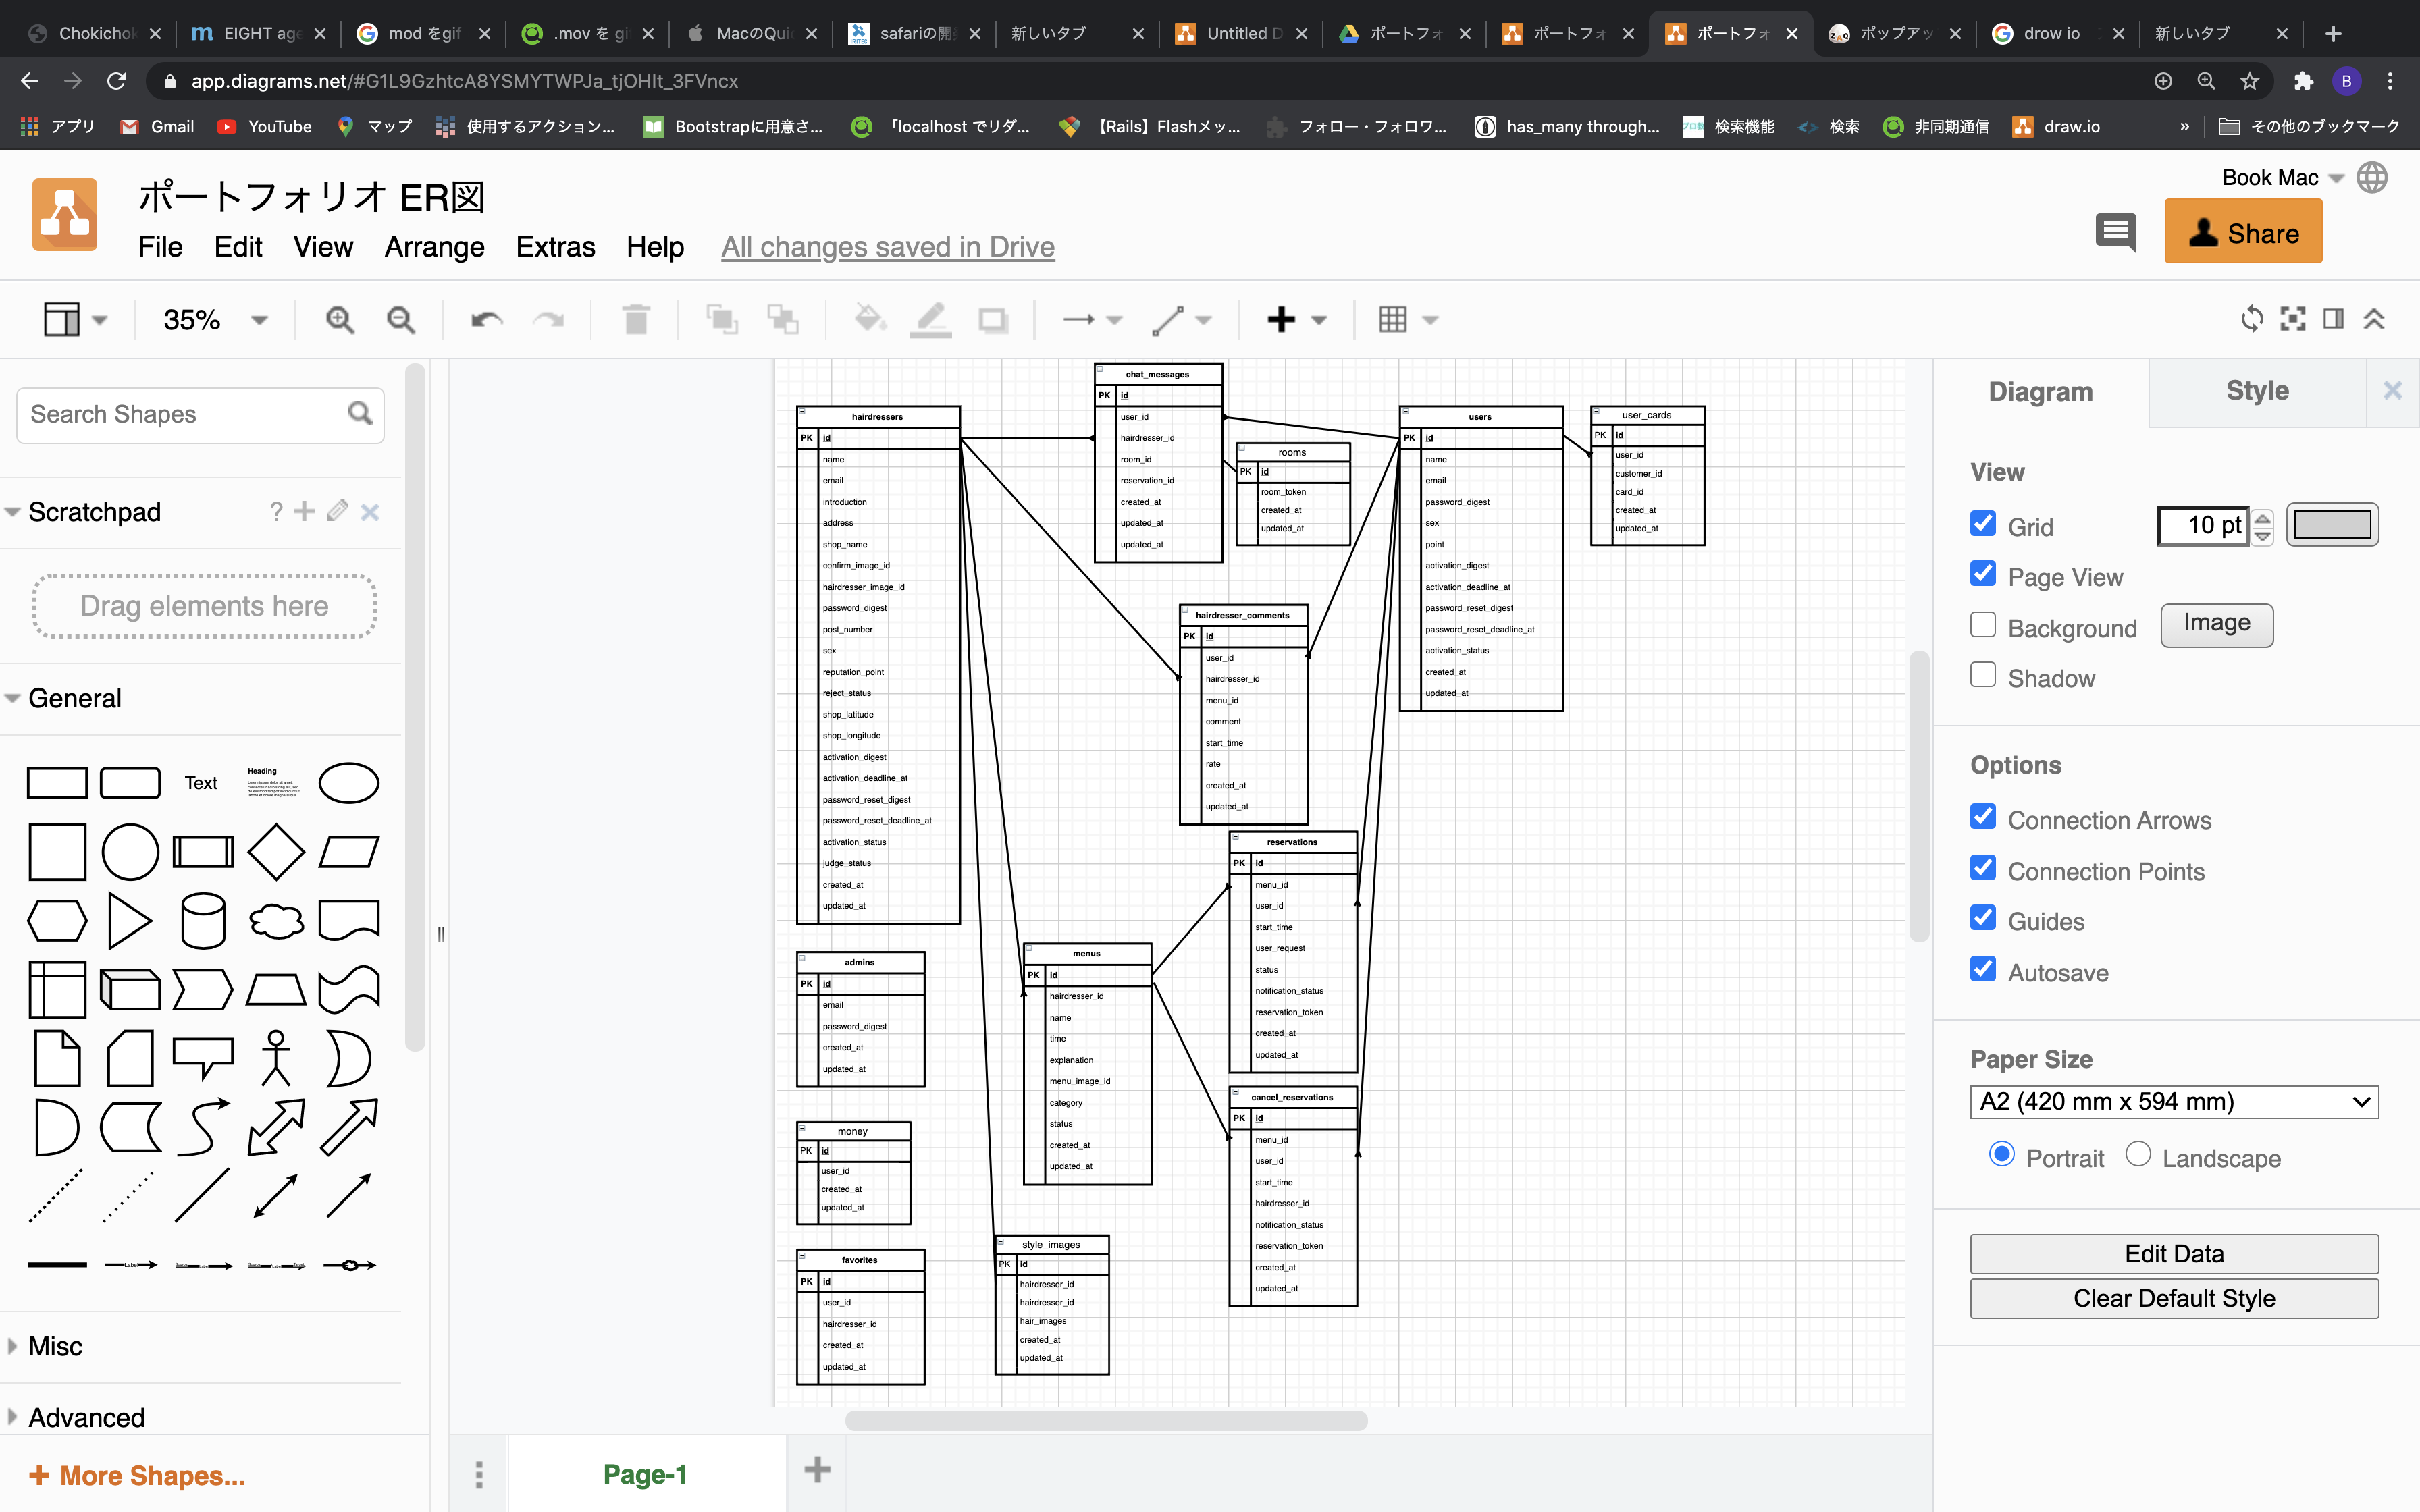 Chokichok
EIGHT age
mod をgif
.mov を gi
MacのQui
safariの開
新しいタブ
Untitled D
ポートフォ
ポートフォ
ポートフォ
ポップアッ
drow io
新しいタブ
app.diagrams.net/#G1L9GzhtcA8YSMYTWPJa_tjOHIt_3FVncx
B
アプリ
Gmail
YouTube
マップ
使用するアクション...
Bootstrapに用意さ...
「localhost でリダ...
【Rails】Flashメッ...
フォロー・フォロワ...
has_many through...
検索機能
検索
非同期通信
draw.io
»
その他のブックマーク
ポートフォリオ ER図
Book Mac
File Edit View Arrange Extras Help All changes saved in Drive
Share
35%
Search Shapes
Scratchpad
?
Drag elements here
General
Text
Heading
Label
Misc
Advanced
+ More Shapes...
hairdressers
PK id
name
email
introduction
address
shop_name
confirm_image_id
hairdresser_image_id
password_digest
post_number
sex
reputation_point
reject_status
shop_latitude
shop_longitude
activation_digest
activation_deadline_at
password_reset_digest
password_reset_deadline_at
activation_status
judge_status
created_at
updated_at
admins
PK id
email
password_digest
created_at
updated_at
money
PK id
user_id
created_at
updated_at
favorites
PK id
user_id
hairdresser_id
created_at
updated_at
chat_messages
PK id
user_id
hairdresser_id
room_id
reservation_id
created_at
updated_at
updated_at
rooms
PK id
room_token
created_at
updated_at
hairdresser_comments
PK id
user_id
hairdresser_id
menu_id
comment
start_time
rate
created_at
updated_at
menus
PK id
hairdresser_id
name
time
explanation
menu_image_id
category
status
created_at
updated_at
style_images
PK id
hairdresser_id
hairdresser_id
hair_images
created_at
updated_at
reservations
PK id
menu_id
user_id
start_time
user_request
status
notification_status
reservation_token
created_at
updated_at
cancel_reservations
PK id
menu_id
user_id
start_time
hairdresser_id
notification_status
reservation_token
created_at
updated_at
users
PK id
name
email
password_digest
sex
point
activation_digest
activation_deadline_at
password_reset_digest
password_reset_deadline_at
activation_status
created_at
updated_at
user_cards
PK id
user_id
customer_id
card_id
created_at
updated_at
Page-1
Diagram
Style
View
Grid
10 pt
Page View
Background
Image
Shadow
Options
Connection Arrows
Connection Points
Guides
Autosave
Paper Size
A2 (420 mm x 594 mm)
Portrait
Landscape
Edit Data
Clear Default Style